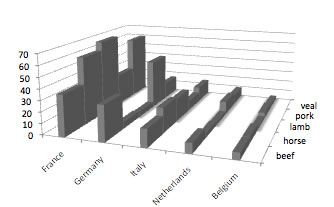 70
60
50
40
30
20
10
0
veal
pork
lamb
horse
beef
France
Germany
Italy
Netherlands
Belgium